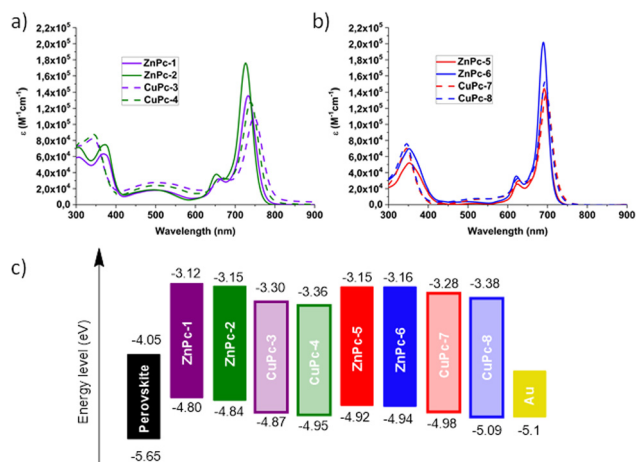 a)
ε (M⁻¹cm⁻¹)
2,2x10⁵
2,0x10⁵
1,8x10⁵
1,6x10⁵
1,4x10⁵
1,2x10⁵
1,0x10⁵
8,0x10⁴
6,0x10⁴
4,0x10⁴
2,0x10⁴
0,0
ZnPc-1
ZnPc-2
CuPc-3
CuPc-4
300 400 500 600 700 800 900
Wavelength (nm)
b)
ε (M⁻¹cm⁻¹)
2,2x10⁵
2,0x10⁵
1,8x10⁵
1,6x10⁵
1,4x10⁵
1,2x10⁵
1,0x10⁵
8,0x10⁴
6,0x10⁴
4,0x10⁴
2,0x10⁴
0,0
ZnPc-5
ZnPc-6
CuPc-7
CuPc-8
300 400 500 600 700 800 900
Wavelength (nm)
c)
Energy level (eV)
-4.05 -3.12 -3.15 -3.30 -3.36 -3.15 -3.16 -3.28 -3.38
Perovskite ZnPc-1 ZnPc-2 CuPc-3 CuPc-4 ZnPc-5 ZnPc-6 CuPc-7 CuPc-8 Au
-5.65 -4.80 -4.84 -4.87 -4.95 -4.92 -4.94 -4.98 -5.09 -5.1